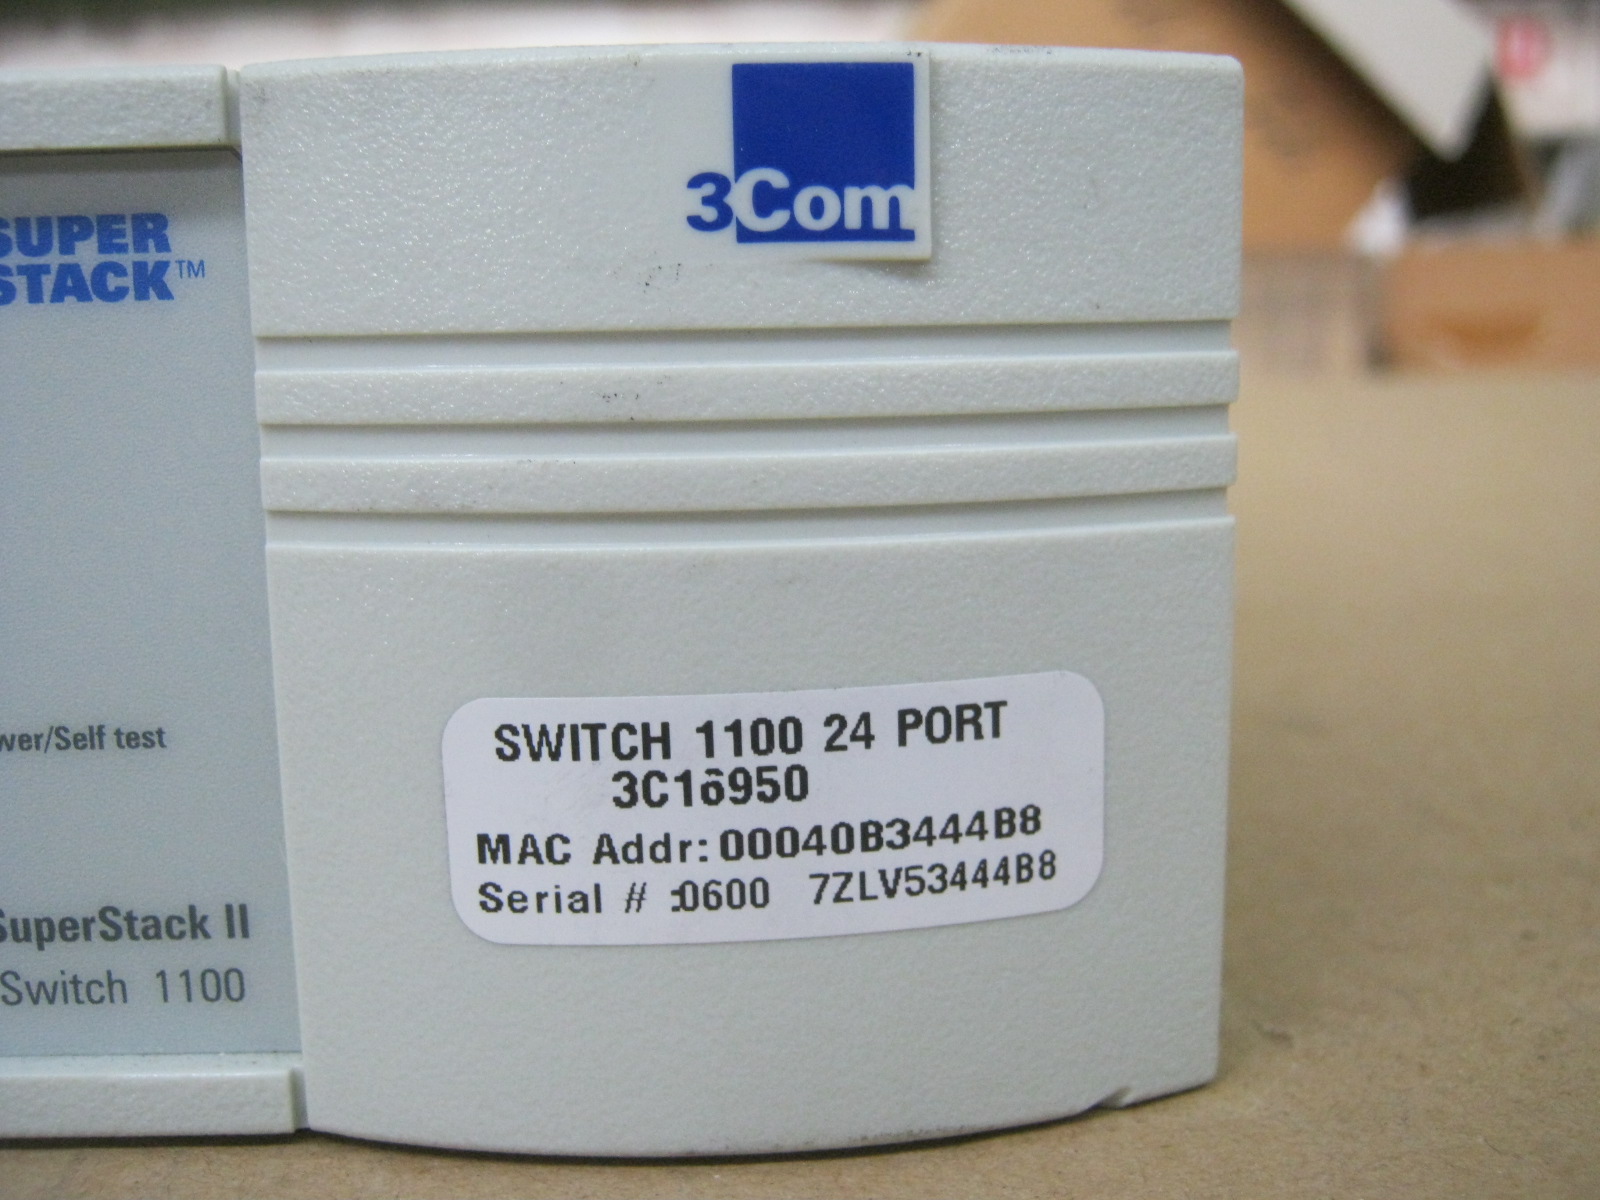 3Com
SUPER
STACK™
wer/Self test
SuperStack II
Switch 1100
SWITCH 1100 24 PORT
3C16950
MAC Addr:00040B3444B8
Serial # :0600 7ZLV53444B8